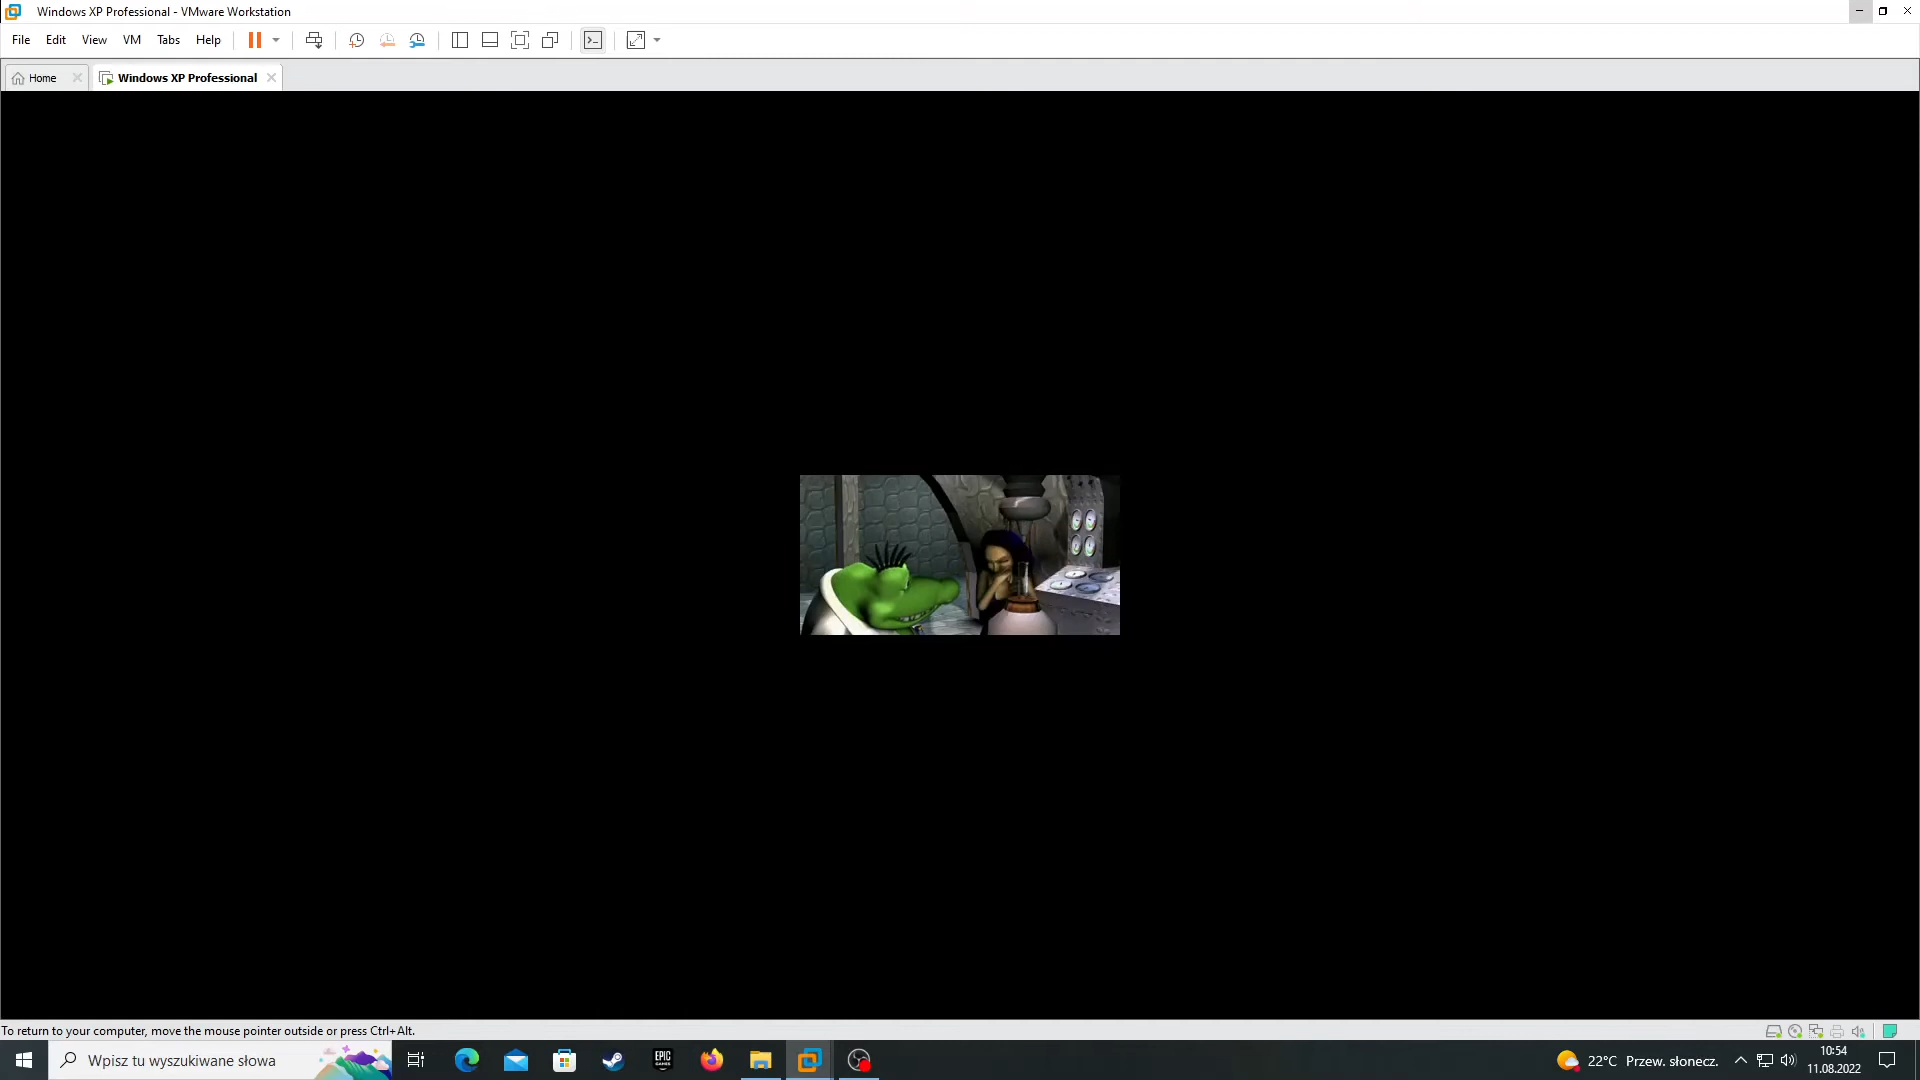 Windows XP Professional - VMware Workstation
File Edit View VM Tabs Help
Home Windows XP Professional
To return to your computer, move the mouse pointer outside or press Ctrl+Alt.
Wpisz tu wyszukiwane słowa
EPIC
GAMES
22°C Przew. słonecz.
10:54
11.08.2022